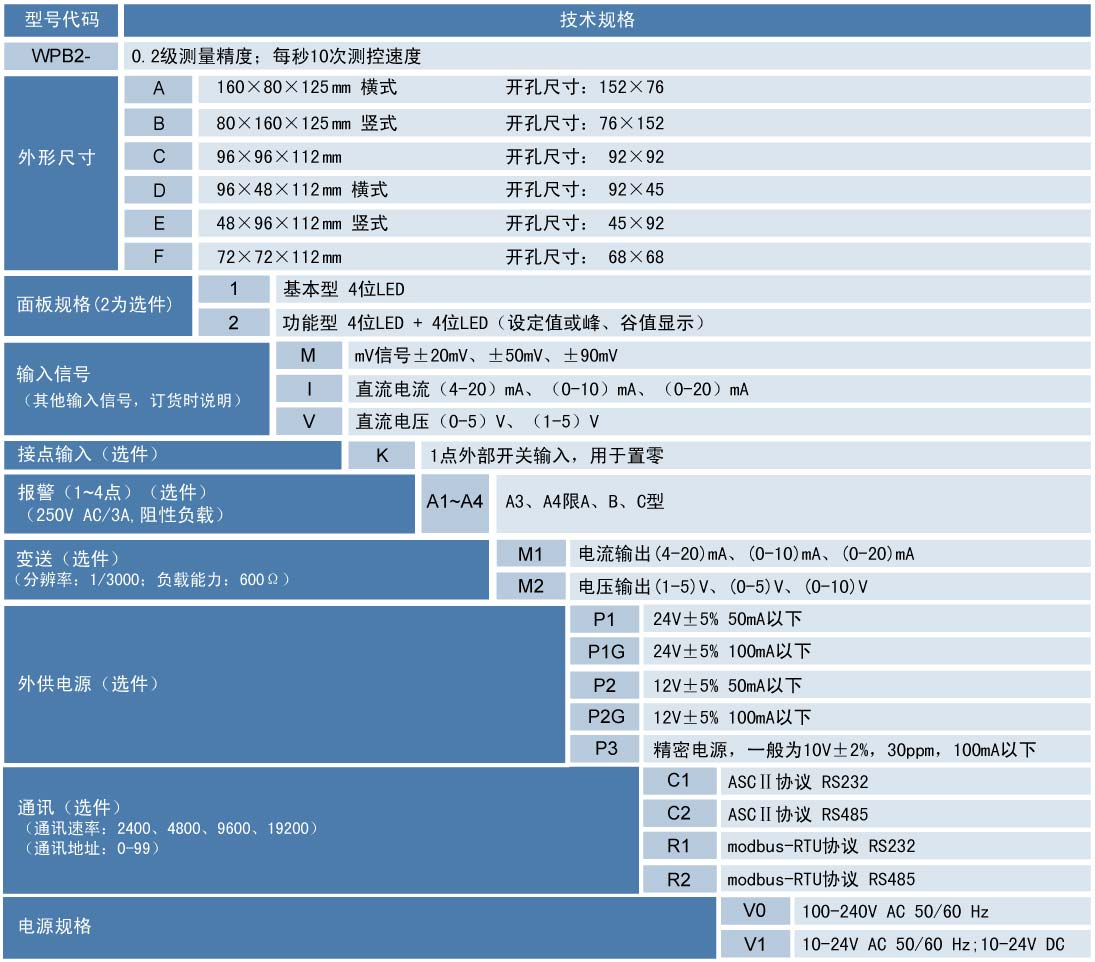 型号代码 技术规格
WPB2- 0.2级测量精度；每秒10次测控速度
外形尺寸
A 160×80×125mm 横式 开孔尺寸：152×76
B 80×160×125mm 竖式 开孔尺寸：76×152
C 96×96×112mm 开孔尺寸： 92×92
D 96×48×112mm 横式 开孔尺寸： 92×45
E 48×96×112mm 竖式 开孔尺寸： 45×92
F 72×72×112mm 开孔尺寸： 68×68
面板规格(2为选件)
1 基本型 4位LED
2 功能型 4位LED + 4位LED（设定值或峰、谷值显示）
输入信号
（其他输入信号，订货时说明）
M mV信号±20mV、±50mV、±90mV
I 直流电流（4-20）mA、（0-10）mA、（0-20）mA
V 直流电压（0-5）V、（1-5）V
接点输入（选件） K 1点外部开关输入，用于置零
报警（1~4点）（选件）
（250V AC/3A,阻性负载）
A1~A4 A3、A4限A、B、C型
变送（选件）
（分辨率：1/3000；负载能力：600Ω）
M1 电流输出(4-20)mA、(0-10)mA、(0-20)mA
M2 电压输出(1-5)V、(0-5)V、(0-10)V
外供电源（选件）
P1 24V±5% 50mA以下
P1G 24V±5% 100mA以下
P2 12V±5% 50mA以下
P2G 12V±5% 100mA以下
P3 精密电源，一般为10V±2%，30ppm，100mA以下
通讯（选件）
（通讯速率：2400、4800、9600、19200）
（通讯地址：0-99）
C1 ASCⅡ协议 RS232
C2 ASCⅡ协议 RS485
R1 modbus-RTU协议 RS232
R2 modbus-RTU协议 RS485
电源规格
V0 100-240V AC 50/60 Hz
V1 10-24V AC 50/60 Hz;10-24V DC